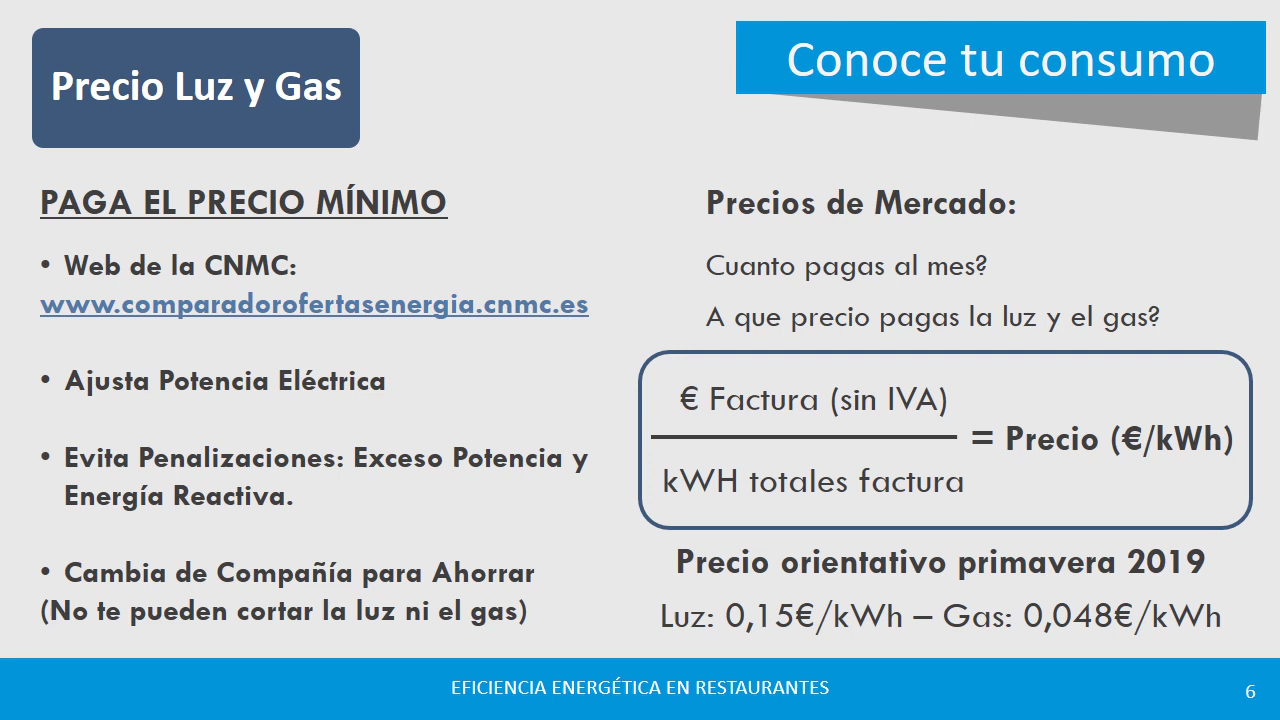 Precio Luz y Gas
Conoce tu consumo
PAGA EL PRECIO MÍNIMO
• Web de la CNMC:
www.comparadorofertasenergia.cnmc.es
• Ajusta Potencia Eléctrica
• Evita Penalizaciones: Exceso Potencia y
Energía Reactiva.
• Cambia de Compañía para Ahorrar
(No te pueden cortar la luz ni el gas)
Precios de Mercado:
Cuanto pagas al mes?
A que precio pagas la luz y el gas?
€ Factura (sin IVA)
= Precio (€/kWh)
kWH totales factura
Precio orientativo primavera 2019
Luz: 0,15€/kWh – Gas: 0,048€/kWh
EFICIENCIA ENERGÉTICA EN RESTAURANTES
6